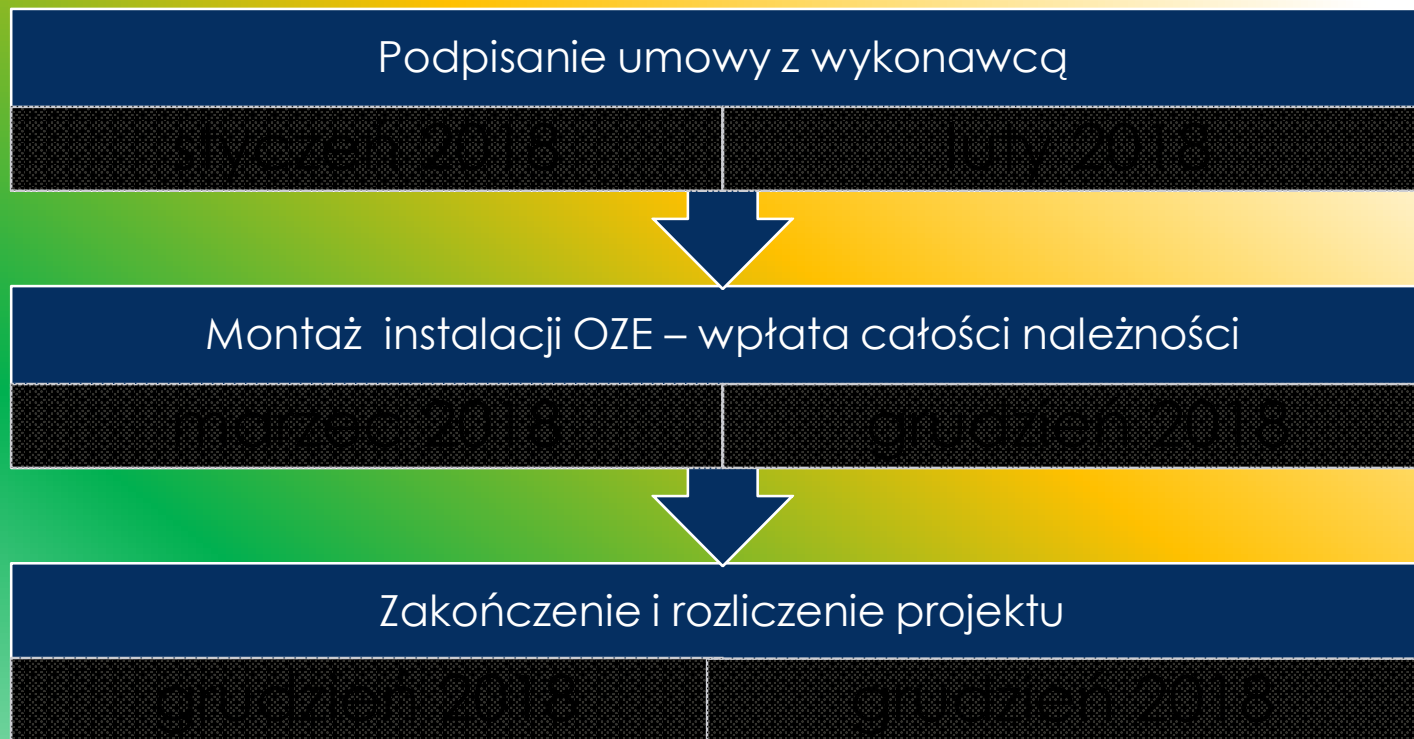 Podpisanie umowy z wykonawcą
styczeń 2018 luty 2018
Montaż instalacji OZE – wpłata całości należności
marzec 2018 grudzień 2018
Zakończenie i rozliczenie projektu
grudzień 2018 grudzień 2018